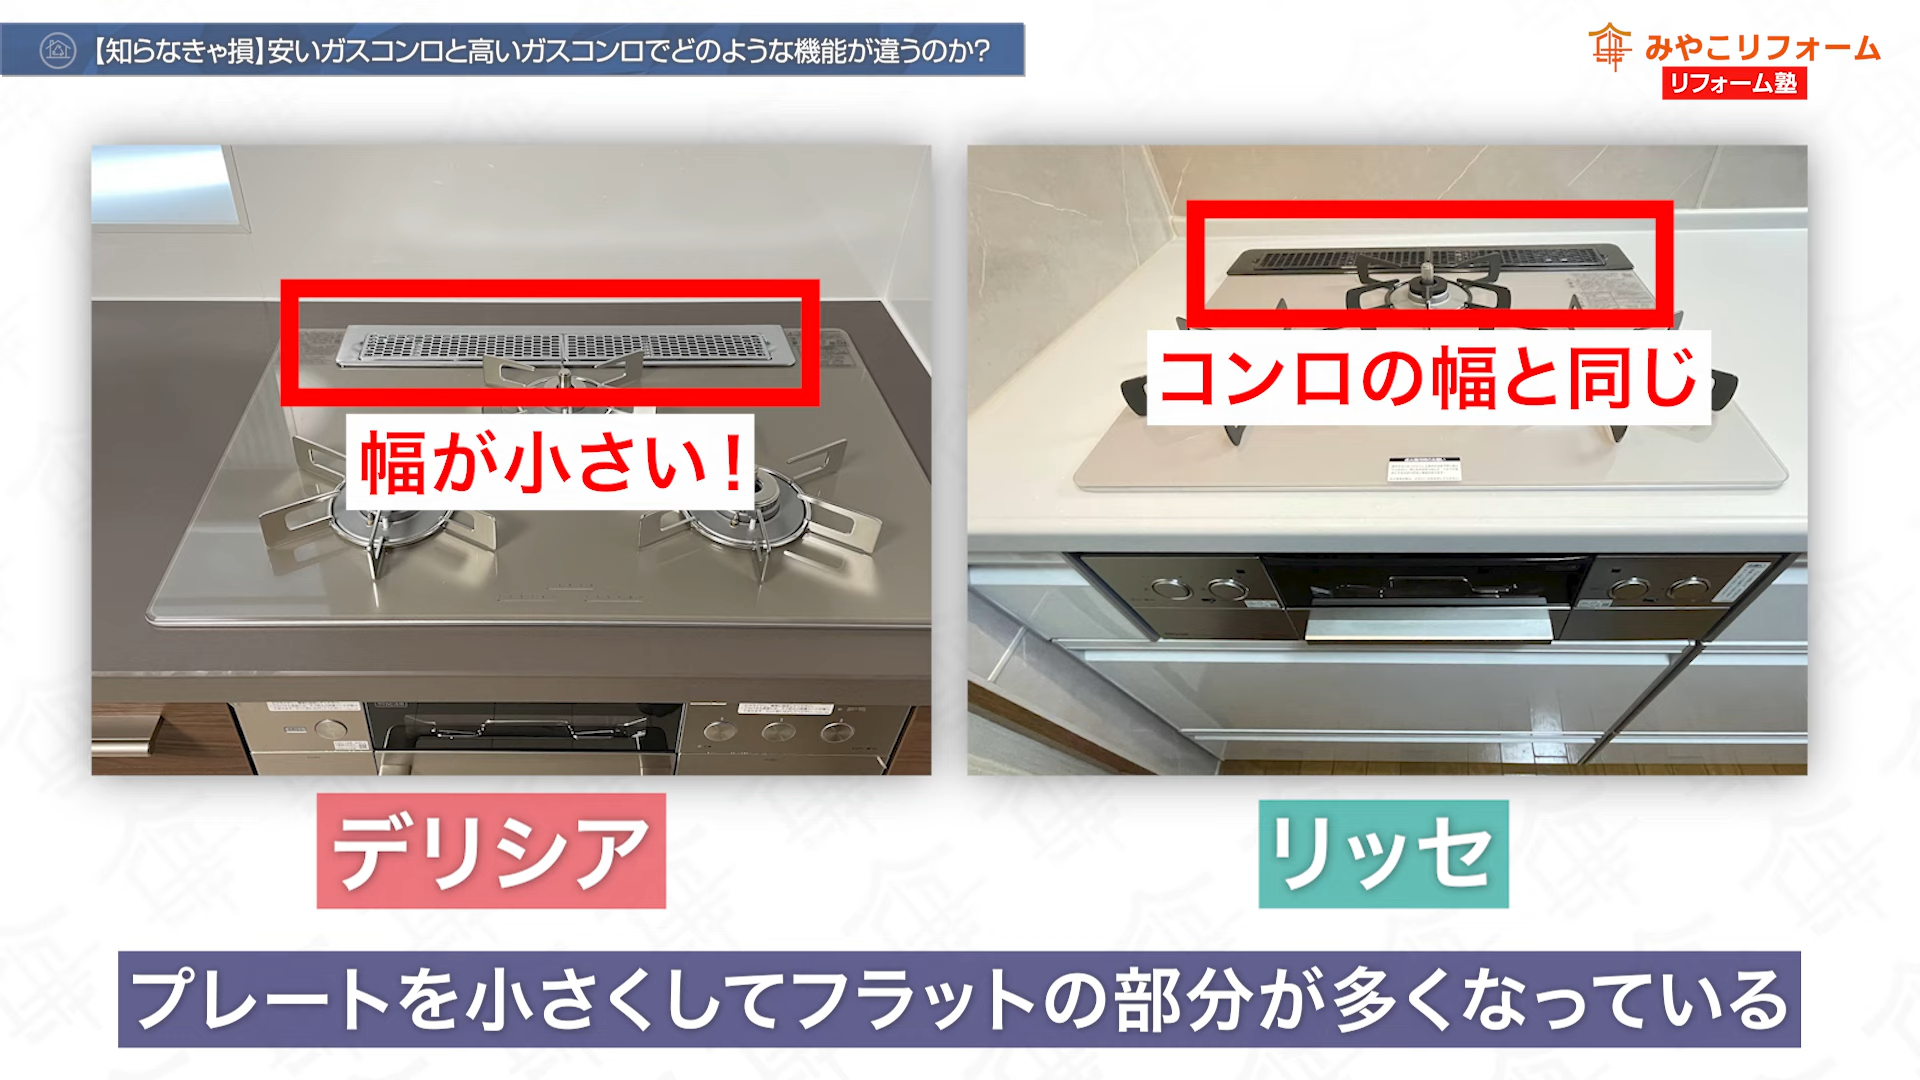 【知らなきゃ損】安いガスコンロと高いガスコンロでどのような機能が違うのか?
みやこリフォーム
リフォーム塾
幅が小さい!
コンロの幅と同じ
デリシア
リッセ
プレートを小さくしてフラットの部分が多くなっている